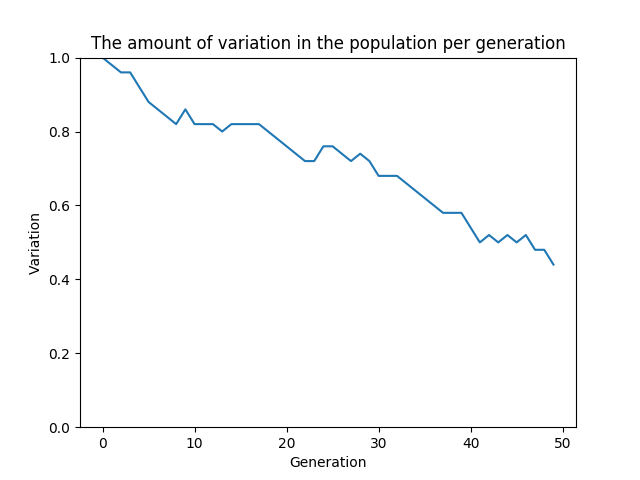 The amount of variation in the population per generation
1.0
0.8
0.6
0.4
0.2
0.0
Variation
0 10 20 30 40 50
Generation